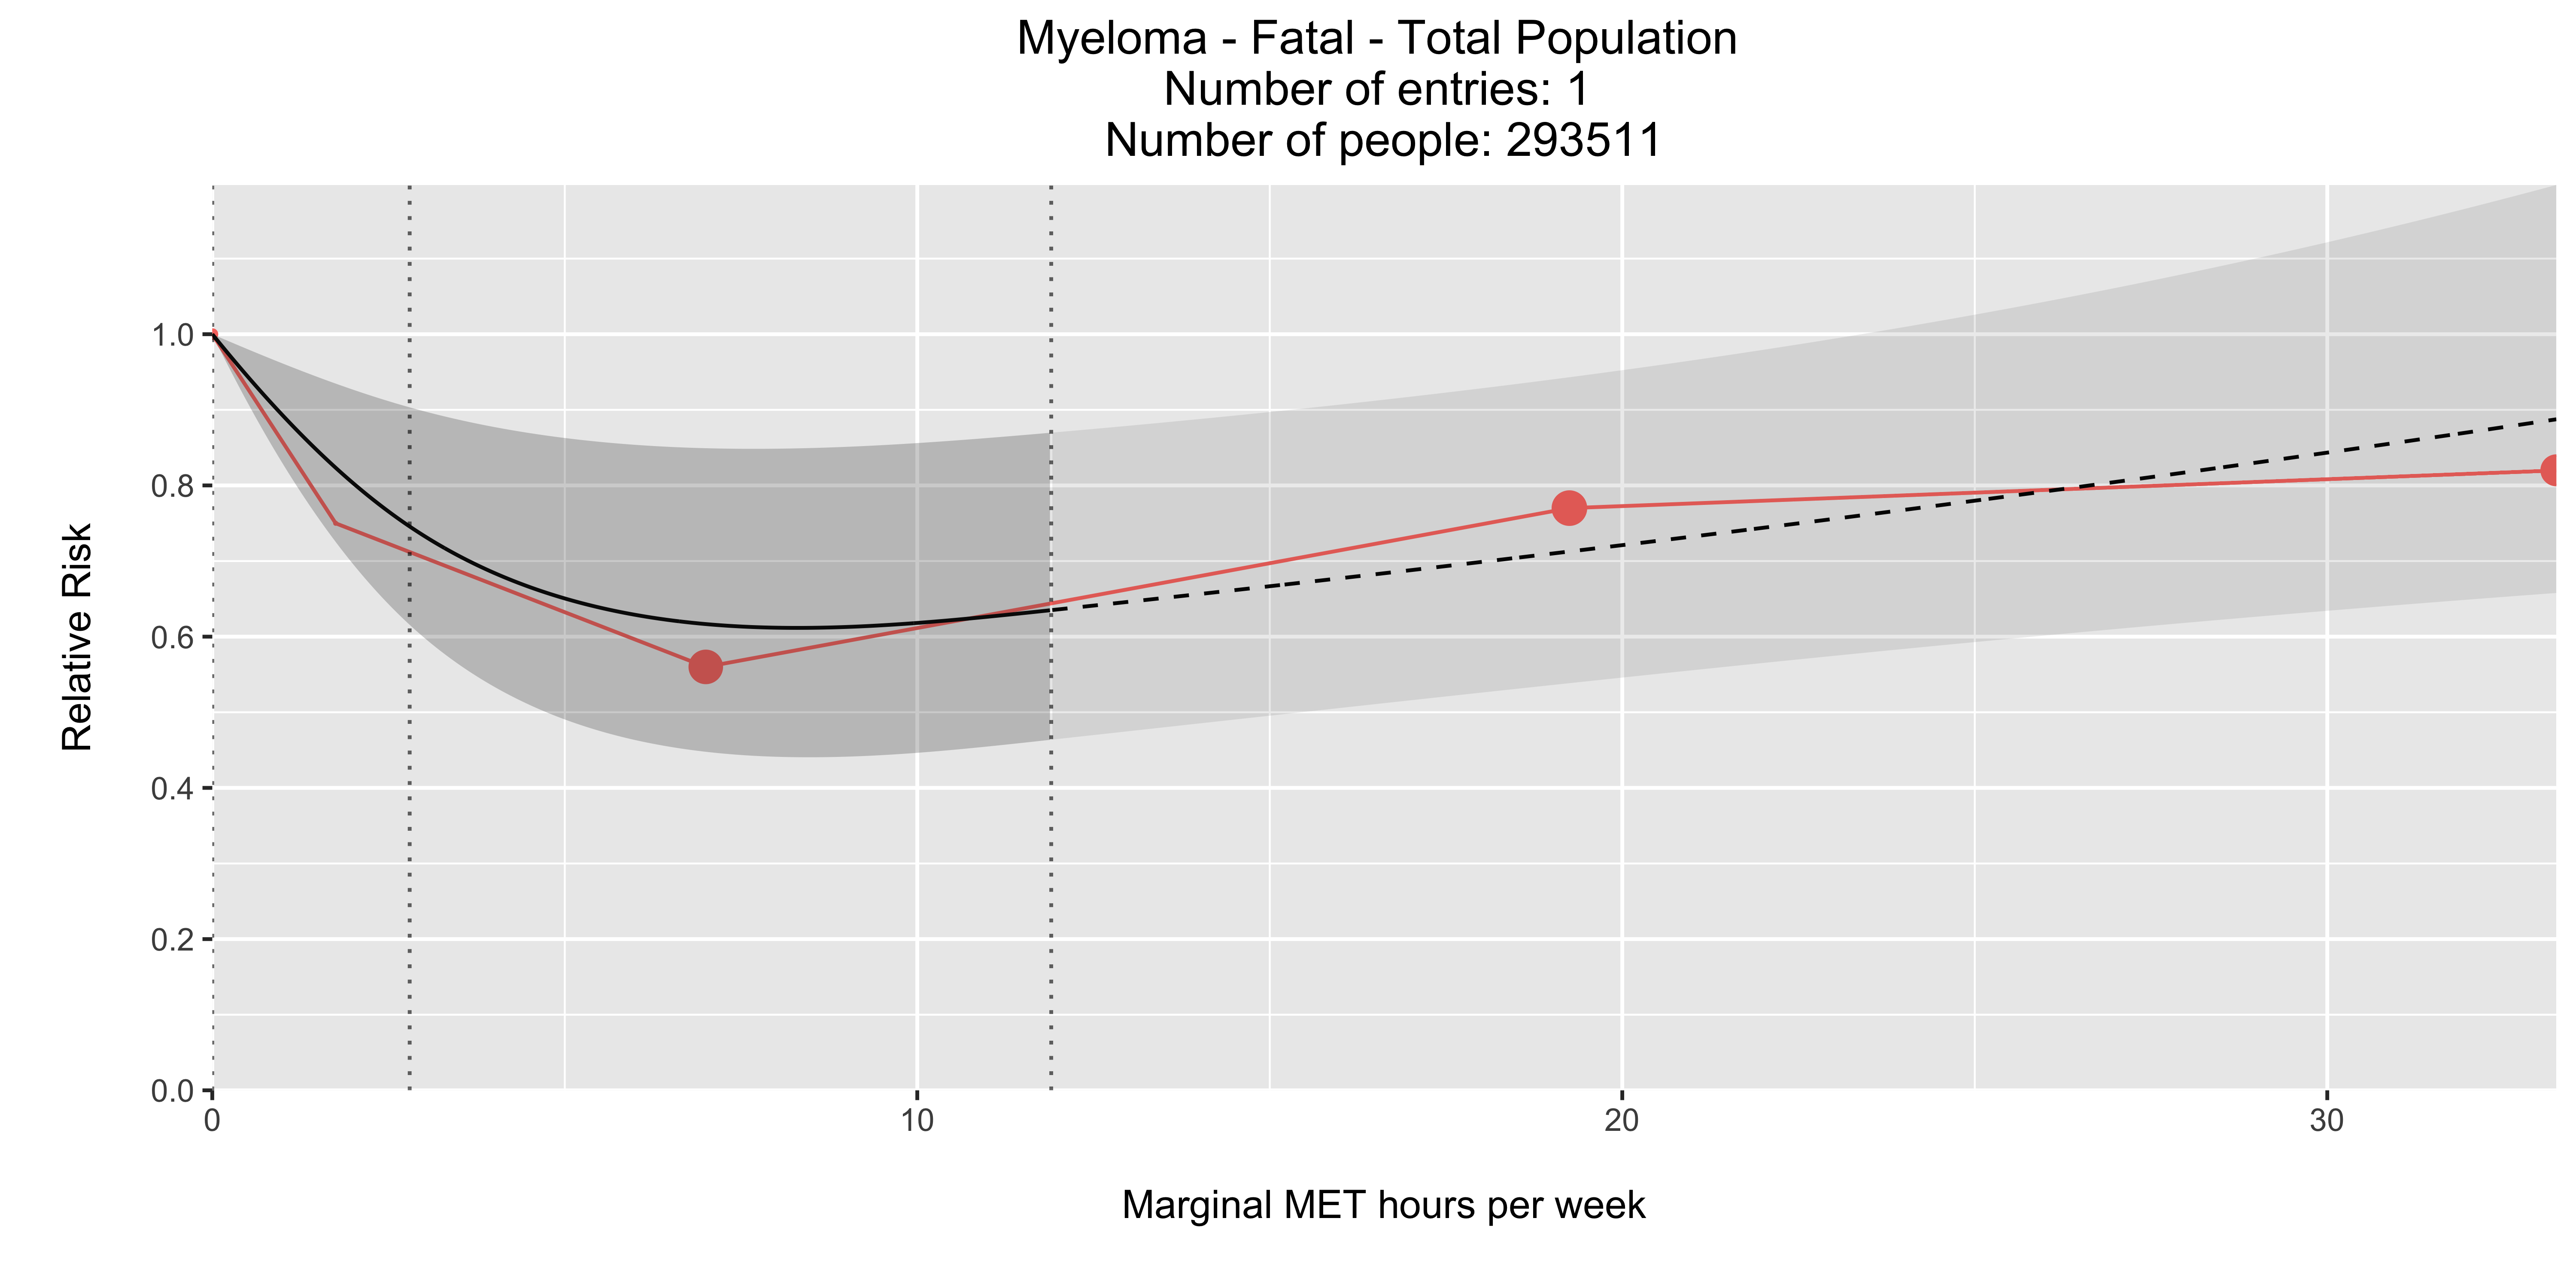 Myeloma - Fatal - Total Population
Number of entries: 1
Number of people: 293511
Relative Risk
1.0
0.8
0.6
0.4
0.2
0.0
0 10 20 30
Marginal MET hours per week